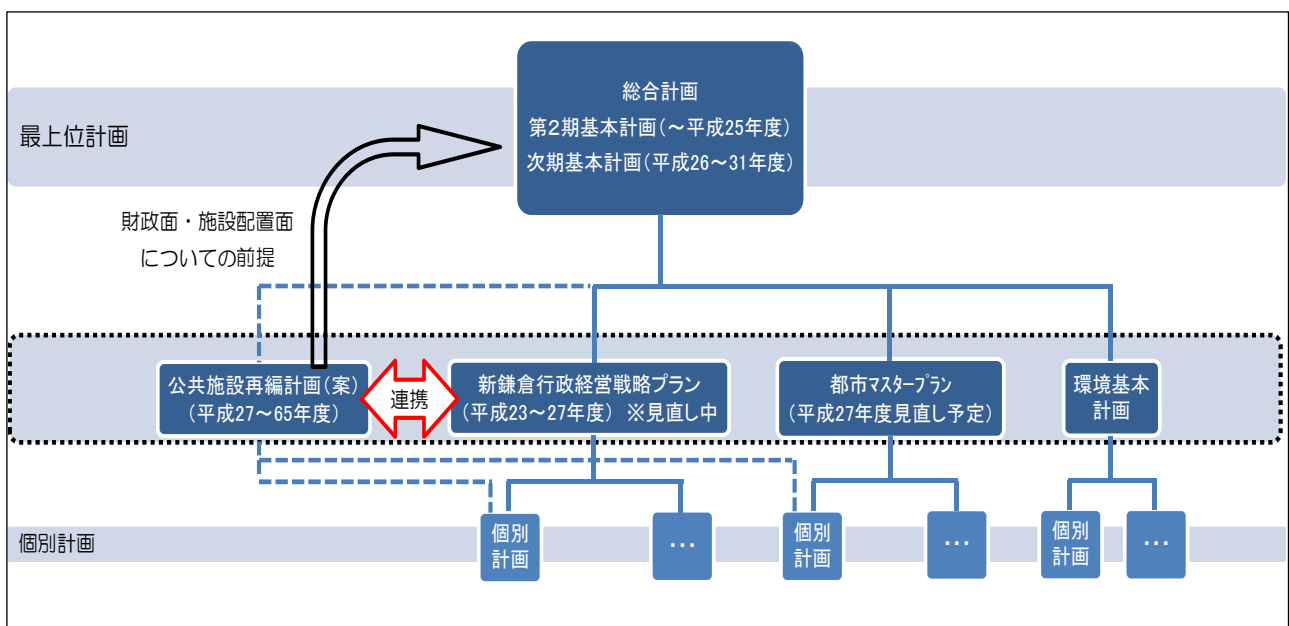 総合計画
第2期基本計画(～平成25年度)
次期基本計画(平成26～31年度)
最上位計画
財政面・施設配置面
についての前提
公共施設再編計画(案)
(平成27～65年度)
連携
新鎌倉行政経営戦略プラン
(平成23～27年度) ※見直し中
都市マスタープラン
(平成27年度見直し予定)
環境基本
計画
個別計画
個別
計画
…
個別
計画
…
個別
計画
…